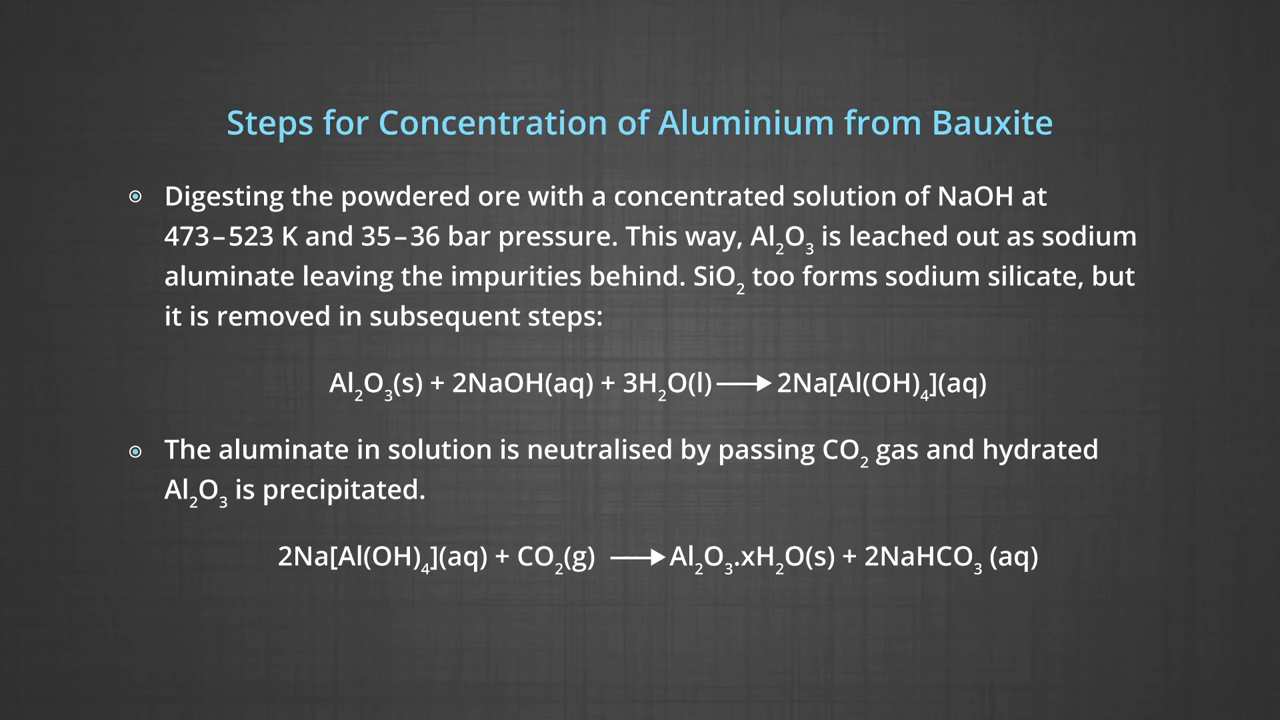 Steps for Concentration of Aluminium from Bauxite
Digesting the powdered ore with a concentrated solution of NaOH at
473–523 K and 35–36 bar pressure. This way, Al₂O₃ is leached out as sodium
aluminate leaving the impurities behind. SiO₂ too forms sodium silicate, but
it is removed in subsequent steps:
Al₂O₃(s) + 2NaOH(aq) + 3H₂O(l) ⟶ 2Na[Al(OH)₄](aq)
The aluminate in solution is neutralised by passing CO₂ gas and hydrated
Al₂O₃ is precipitated.
2Na[Al(OH)₄](aq) + CO₂(g) ⟶ Al₂O₃.xH₂O(s) + 2NaHCO₃ (aq)